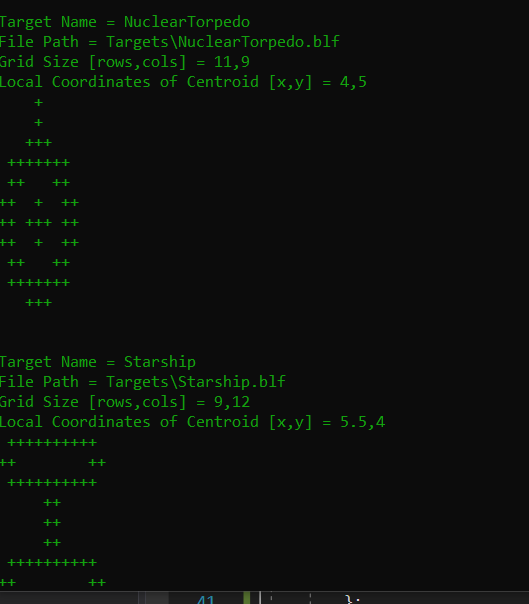 Target Name = NuclearTorpedo
File Path = Targets\NuclearTorpedo.blf
Grid Size [rows,cols] = 11,9
Local Coordinates of Centroid [x,y] = 4,5
    +
    +
   +++
 +++++++
 ++   ++
++  +  ++
++ +++ ++
++  +  ++
 ++   ++
 +++++++
   +++

Target Name = Starship
File Path = Targets\Starship.blf
Grid Size [rows,cols] = 9,12
Local Coordinates of Centroid [x,y] = 5.5,4
 ++++++++++
++        ++
 ++++++++++
     ++
     ++
     ++
 ++++++++++
++        ++
41 };